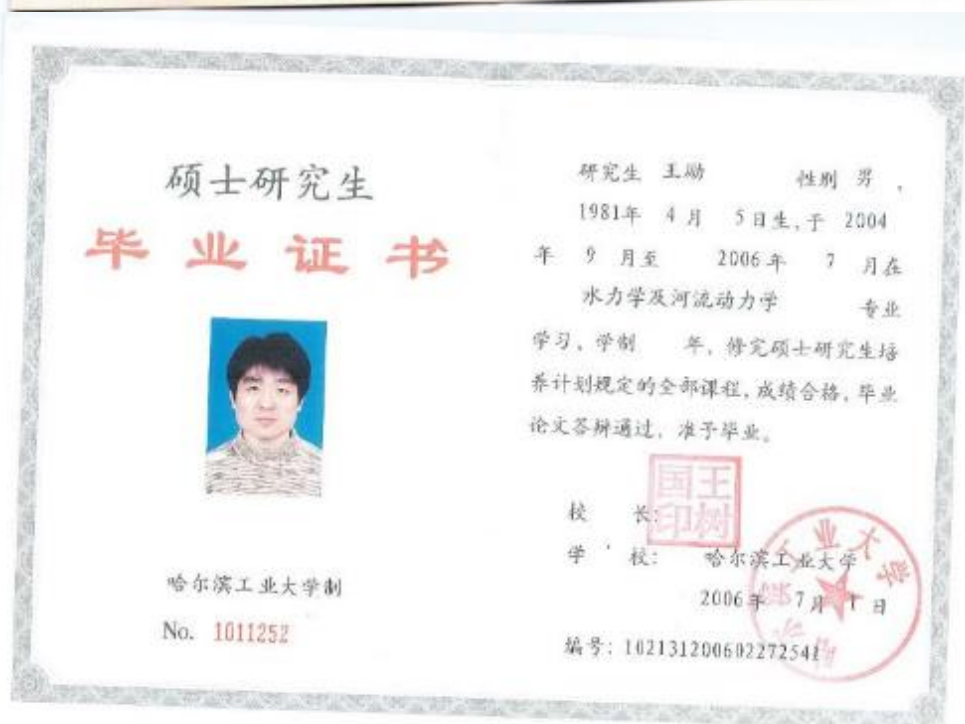 硕士研究生
毕业证书
哈尔滨工业大学制
No. 1011252
研究生 王励 性别 男 ,
1981年 4 月 5日生,于 2004
年 9 月至 2006年 7 月在
水力学及河流动力学 专业
学习,学制 年,修完硕士研究生培
养计划规定的全部课程,成绩合格,毕业
论文答辩通过,准予毕业。
校 长:
国王
印树
学 校: 哈尔滨工业大学
2006年 7月 1 日
编号: